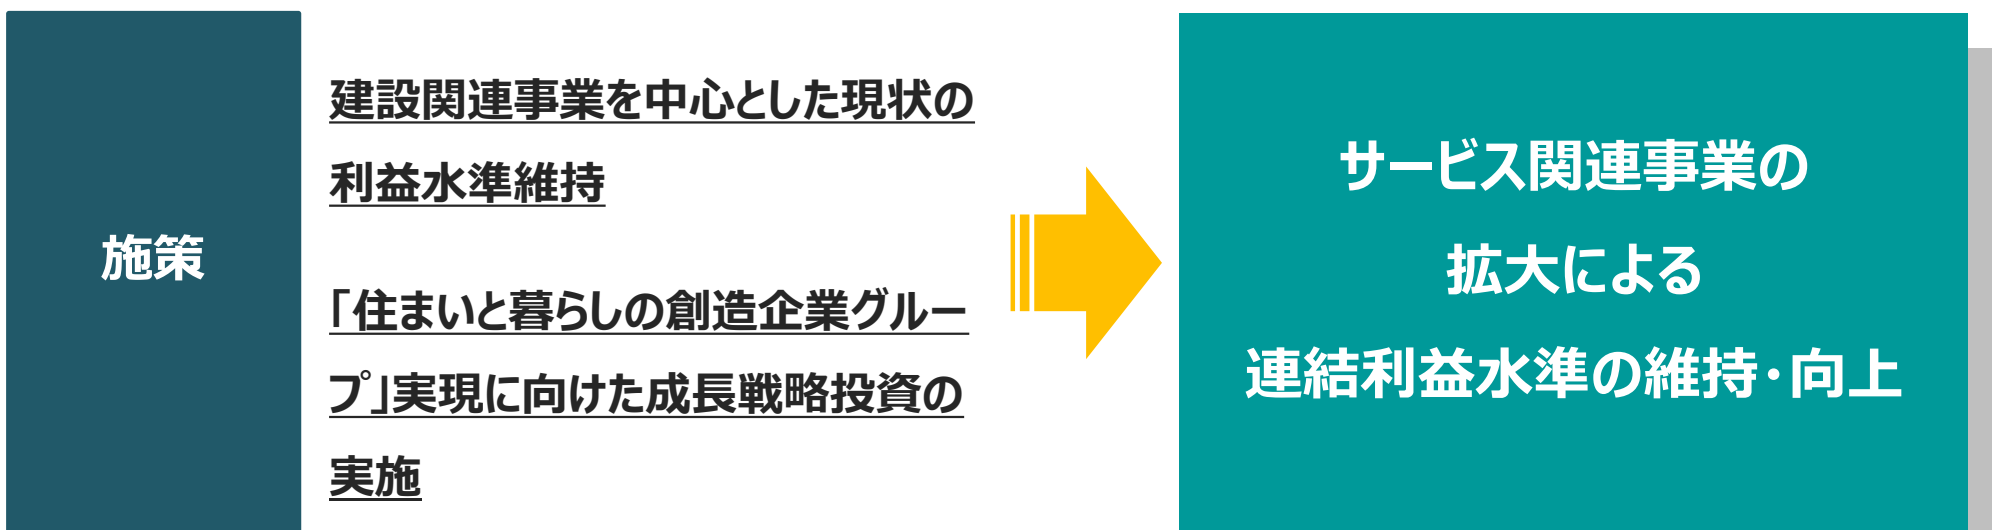 施策
建設関連事業を中心とした現状の
利益水準維持
「住まいと暮らしの創造企業グルー
プ」実現に向けた成長戦略投資の
実施
サービス関連事業の
拡大による
連結利益水準の維持・向上